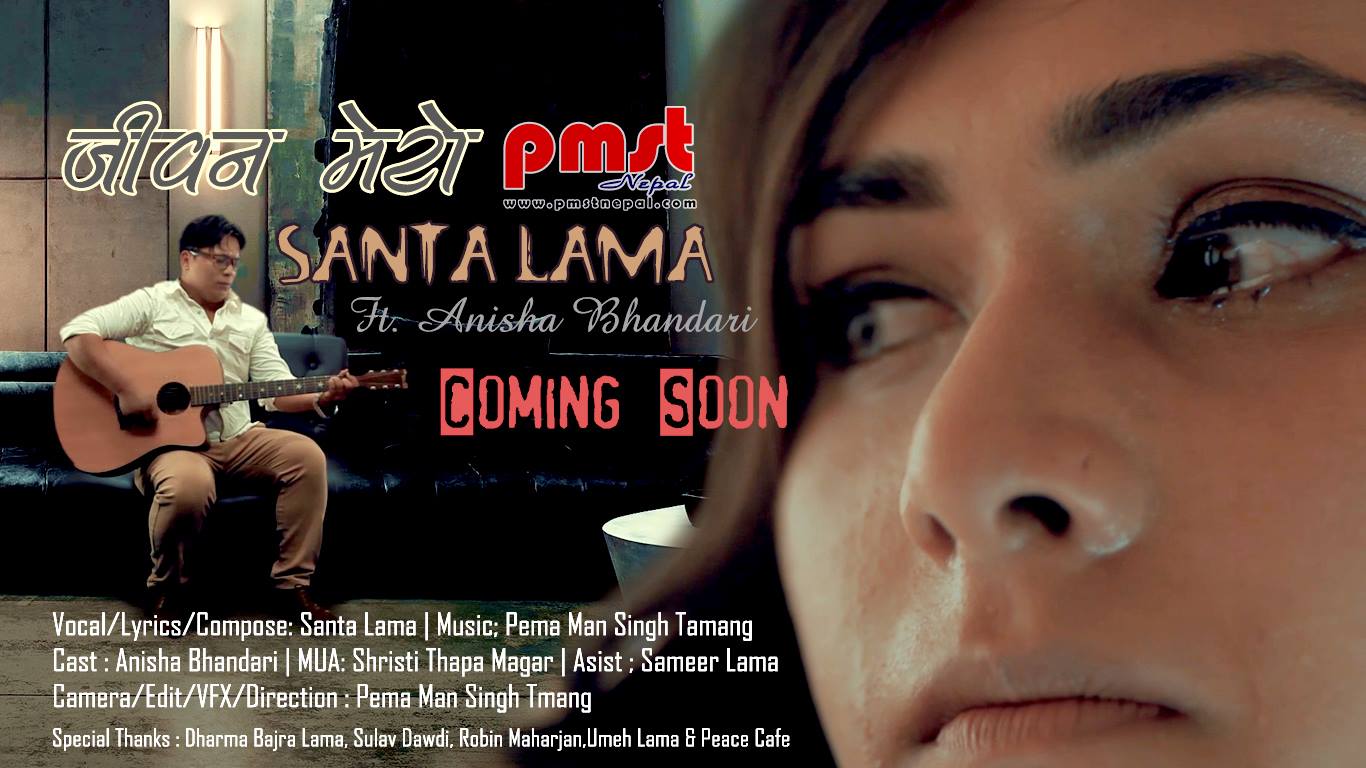 जीवन मेरो
pmst
Nepal
www.pmstnepal.com
SANTA LAMA
Ft. Anisha Bhandari
COMING SOON
Vocal/Lyrics/Compose: Santa Lama | Music; Pema Man Singh Tamang
Cast : Anisha Bhandari | MUA: Shristi Thapa Magar | Asist ; Sameer Lama
Camera/Edit/VFX/Direction : Pema Man Singh Tmang
Special Thanks : Dharma Bajra Lama, Sulav Dawdi, Robin Maharjan,Umeh Lama & Peace Cafe